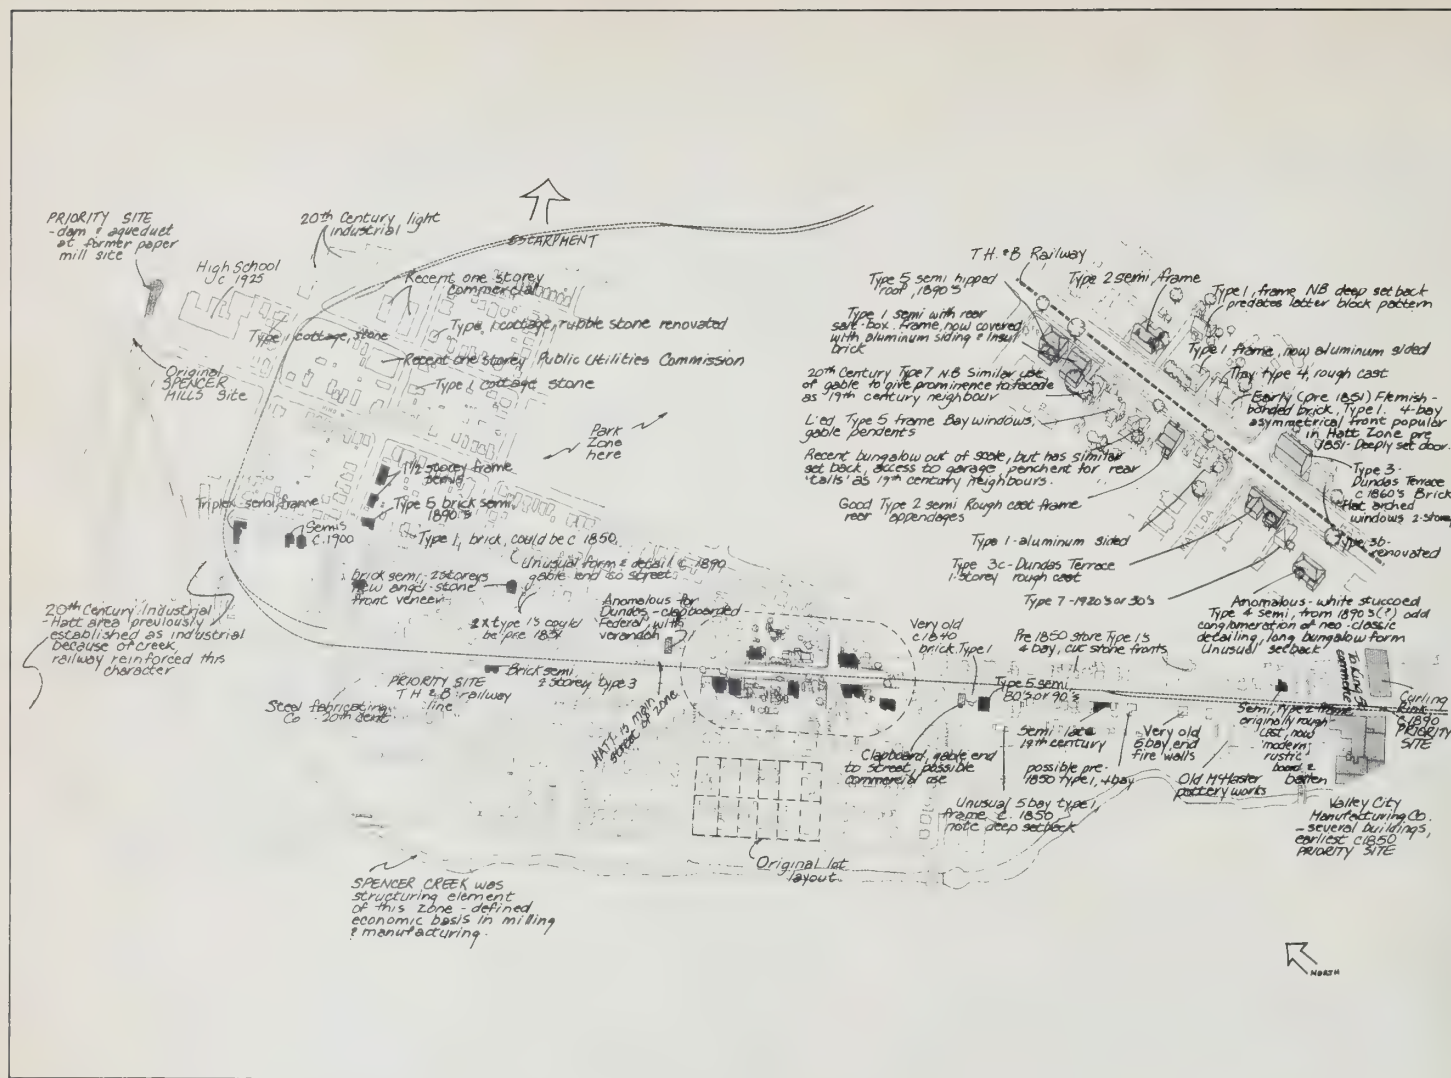 PRIORITY SITE
- dam & aqueduct
at former paper
mill site
20th Century light
industrial
ESCARPMENT
High School
c 1925
Recent one storey
commercial
Type 1 cottage, stone
Type 1 cottage, rubble stone renovated
Recent one storey Public Utilities Commission
Type 1, cottage stone
Original
SPENCER
MILLS Site
Park
Zone
here
1 1/2 storey frame
Type 5 brick semi,
1890's
Triplex-semi, frame
Semis
c.1900
Type 1, brick, could be c 1850.
Unusual form & detail c 1890
gable end to street
brick semi, 2 storeys
new angel stone
front veneer
2 x type 1's could
be pre 1851
Anomalous for
Dundas - clapboarded
Federal, with
verandah
20th Century Industrial
- Hatt area previously
established as industrial
because of creek,
railway reinforced this
character
Brick semi
2 storey type 3
PRIORITY SITE
T H & B railway
line
Steel fabricating
Co 20th cent
HATT is main
street of zone
Very old
c 1840
brick. Type 1
Pre 1850 store Type 1's
4 bay, cut stone fronts
Type 5 semi
80's or 90's
Clapboard, gable end
to street, possible
commercial use
Semi late
19th century
possible pre-
1850 type 1, 4 bay
Very old
5 bay, end
fire walls
Unusual 5 bay type 1,
frame c. 1850
note deep setback
Old McMaster
pottery works
Semi, Type 2 frame
originally rough
cast, now
modern,
rustic
board &
batten
To King St
commerce
Curling
Rink
c.1890
PRIORITY
SITE
Valley City
Manufacturing Co.
- several buildings,
earliest c1850
PRIORITY SITE
Original lot
layout
SPENCER CREEK was
structuring element
of this zone - defined
economic basis in milling
& manufacturing.
T.H. & B Railway
Type 5 semi hipped
roof, 1890's
Type 2 semi, frame
Type 1, frame NB deep setback
predates latter block pattern
Type 1 semi with rear
salt-box. Frame, now covered
with aluminum siding & insul
brick
Type 1 frame, now aluminum sided
Tiny type 4, rough cast
20th Century Type 7 N.B Similar use
of gable to give prominence to facade
as 19th century neighbour
Early (pre 1851) Flemish-
bonded brick, Type 1. 4-bay
asymmetrical front popular
in Hatt Zone pre
1851- Deeply set door.
L'ed Type 5 frame Bay windows,
gable pendents
Recent bungalow out of scale, but has similar
set back, access to garage, penchent for rear
'tails' as 19th century neighbours.
Type 3-
Dundas Terrace
c 1860's Brick
Flat arched
windows 2-storey
Good Type 2 semi Rough cast frame
rear appendages
Type 1 - aluminum sided
MATILDA
Type 3b-
renovated
Type 3c- Dundas Terrace
1-storey rough cast
Type 7 - 1920's or 30's
Anomalous - white stuccoed
Type 4 semi, from 1890's (?) odd
conglomeration of neo-classic
detailing, long bungalow form
Unusual setback
NORTH